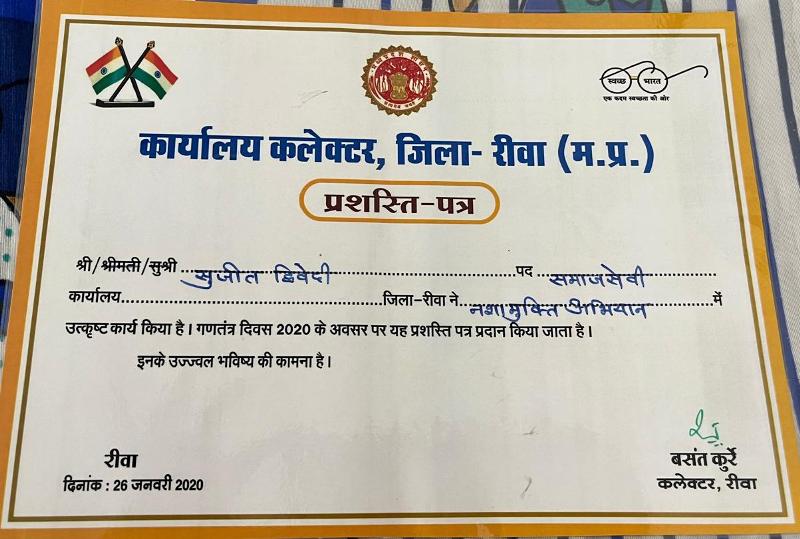 स्वच्छ भारत
एक कदम स्वच्छता की ओर
कार्यालय कलेक्टर, जिला- रीवा (म.प्र.)
प्रशस्ति-पत्र
श्री/श्रीमती/सुश्री सुजीत द्विवेदी पद समाजसेवी
कार्यालय जिला-रीवा ने नशामुक्ति अभियान में
उत्कृष्ट कार्य किया है। गणतंत्र दिवस 2020 के अवसर पर यह प्रशस्ति पत्र प्रदान किया जाता है।
इनके उज्ज्वल भविष्य की कामना है।
रीवा
दिनांक : 26 जनवरी 2020
बसंत कुर्रे
कलेक्टर, रीवा